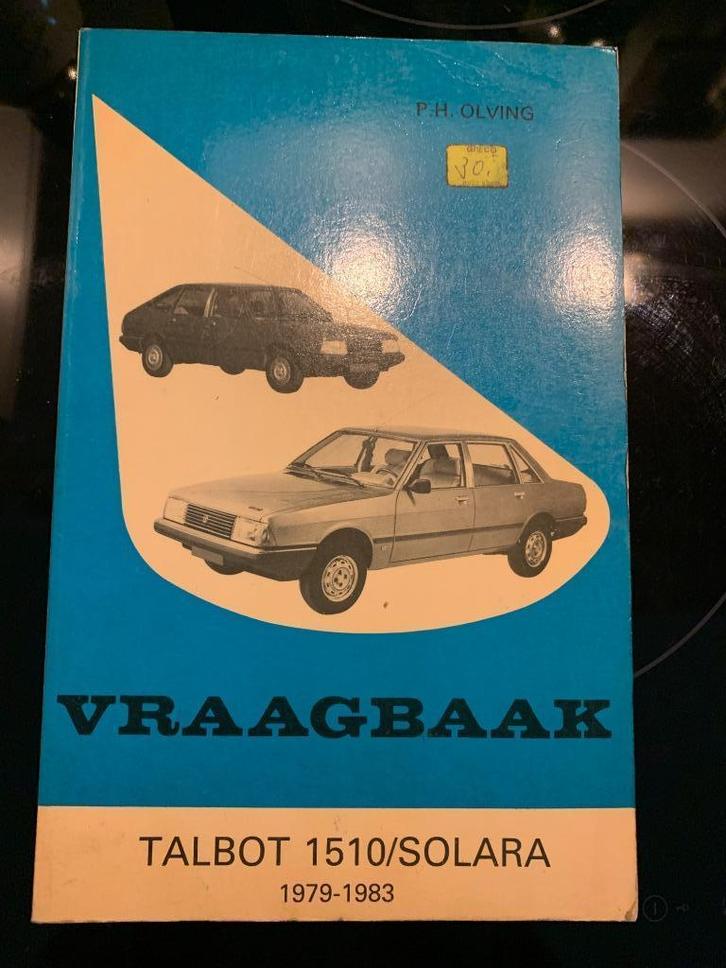 P.H. OLVING
30.
VRAAGBAAK
TALBOT 1510/SOLARA
1979-1983